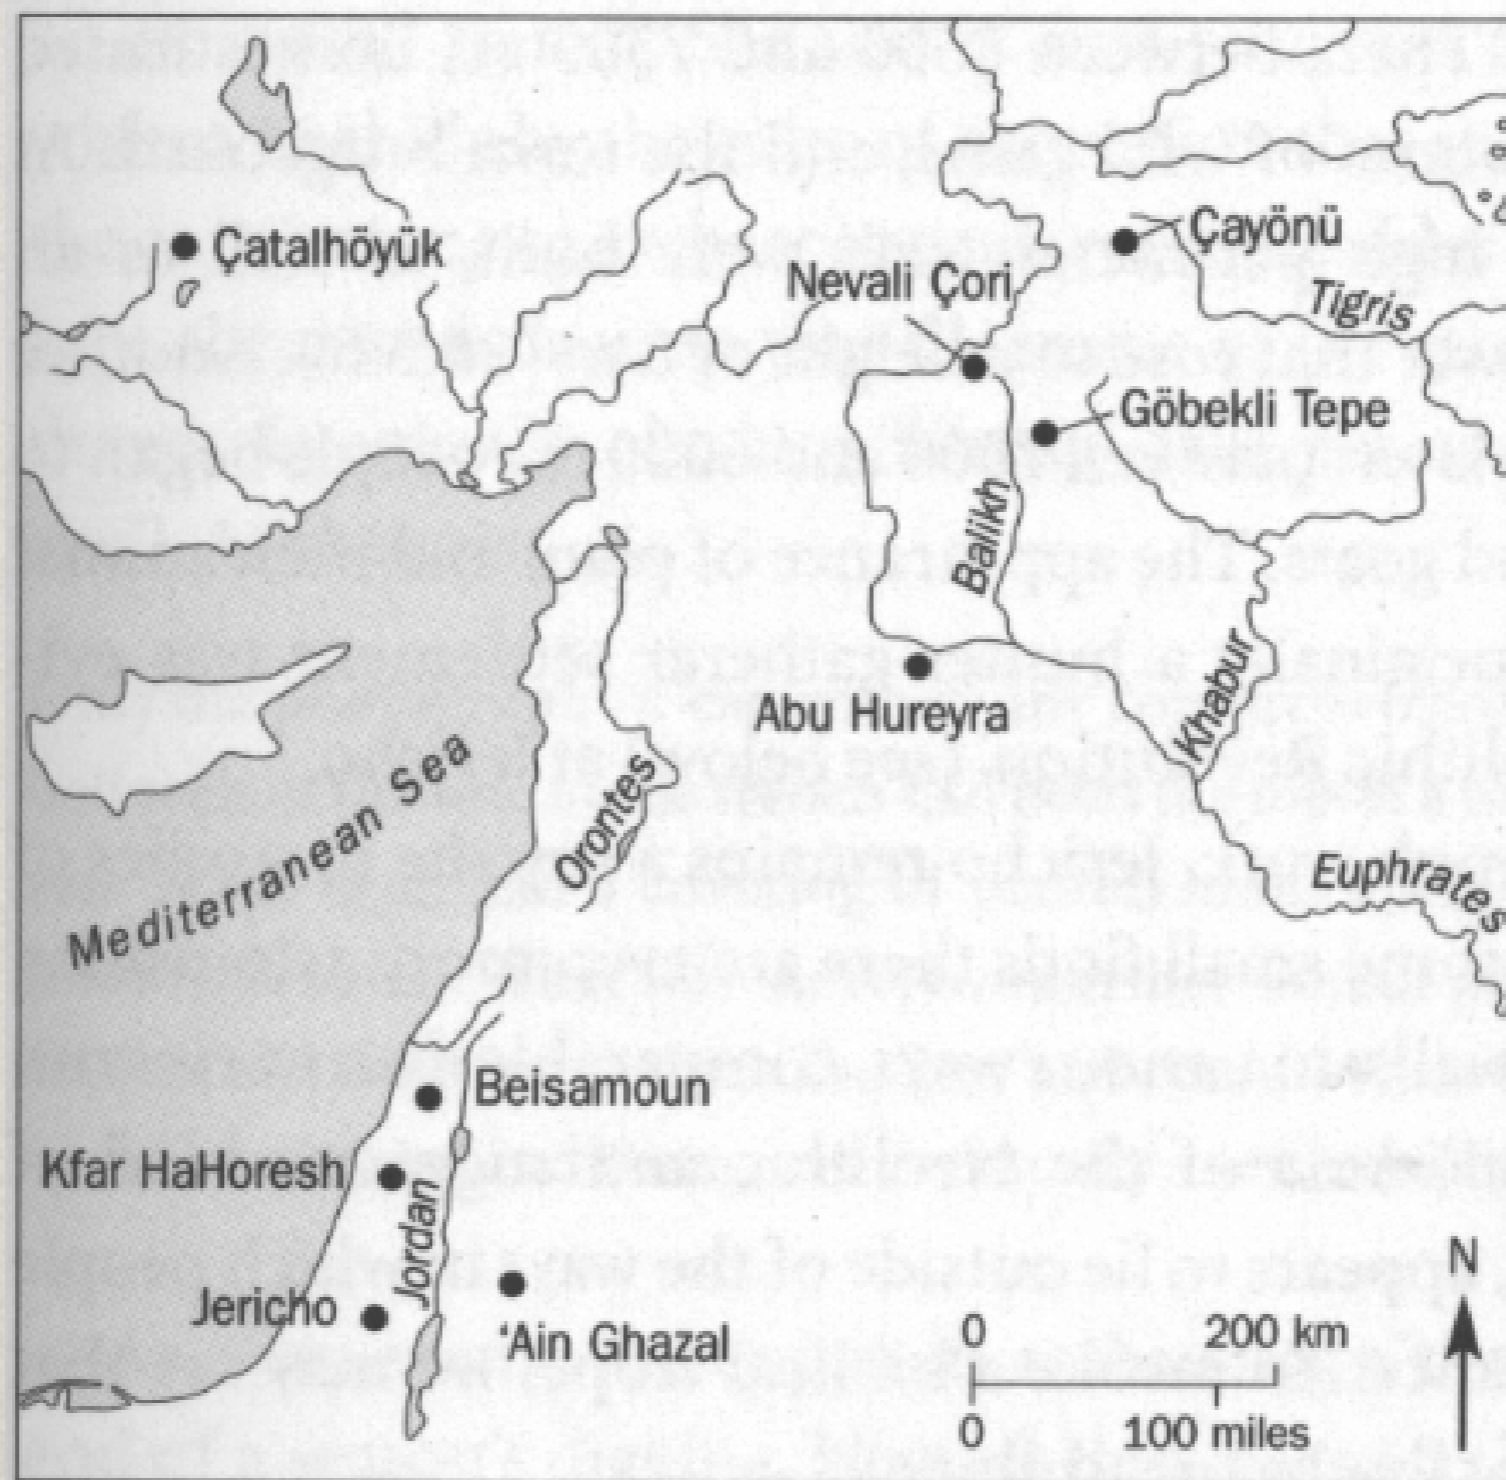 Çatalhöyük
Çayönü
Nevali Çori
Tigris
Göbekli Tepe
Balikh
Khabur
Abu Hureyra
Mediterranean Sea
Orontes
Euphrates
Beisamoun
Kfar HaHoresh
Jordan
Jericho
'Ain Ghazal
N
0 200 km
0 100 miles